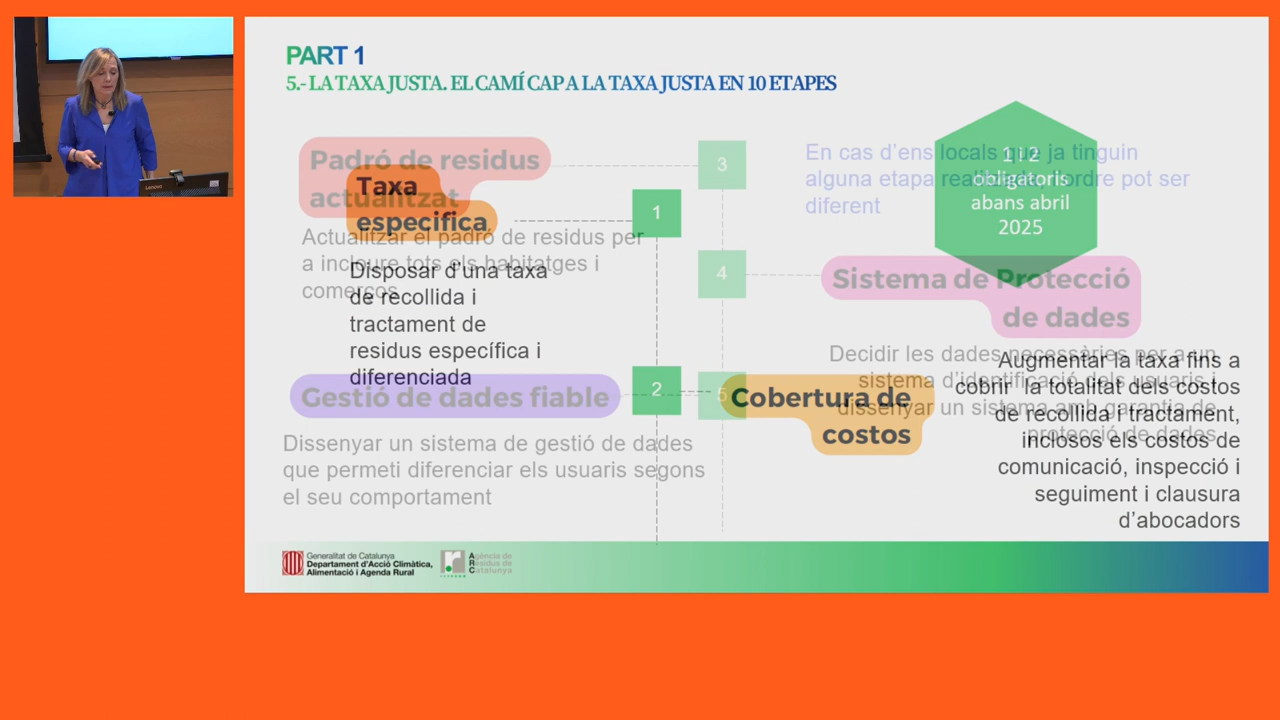 PART 1
5.- LA TAXA JUSTA. EL CAMÍ CAP A LA TAXA JUSTA EN 10 ETAPES
Padró de residus
actualitzat
Actualitzar el padró de residus per
a incloure tots els habitatges i
comerços
3
Taxa
especifica
1
Disposar d'una taxa
de recollida i
tractament de
residus específica i
diferenciada
En cas d'ens locals que ja tinguin
alguna etapa realitzada, l'ordre pot ser
diferent
1 i 2
obligatoris
abans abril
2025
4
Sistema de Protecció
de dades
Decidir les dades necessàries per a un
sistema d'identificació dels usuaris i
dissenyar un sistema amb garantia de
protecció de dades
Gestió de dades fiable
Dissenyar un sistema de gestió de dades
que permeti diferenciar els usuaris segons
el seu comportament
2
5
Cobertura de
costos
Augmentar la taxa fins a
cobrir la totalitat dels costos
de recollida i tractament,
inclosos els costos de
comunicació, inspecció i
seguiment i clausura
d'abocadors
Generalitat de Catalunya
Departament d'Acció Climàtica,
Alimentació i Agenda Rural
Agència de
Residus de
Catalunya
Lenovo